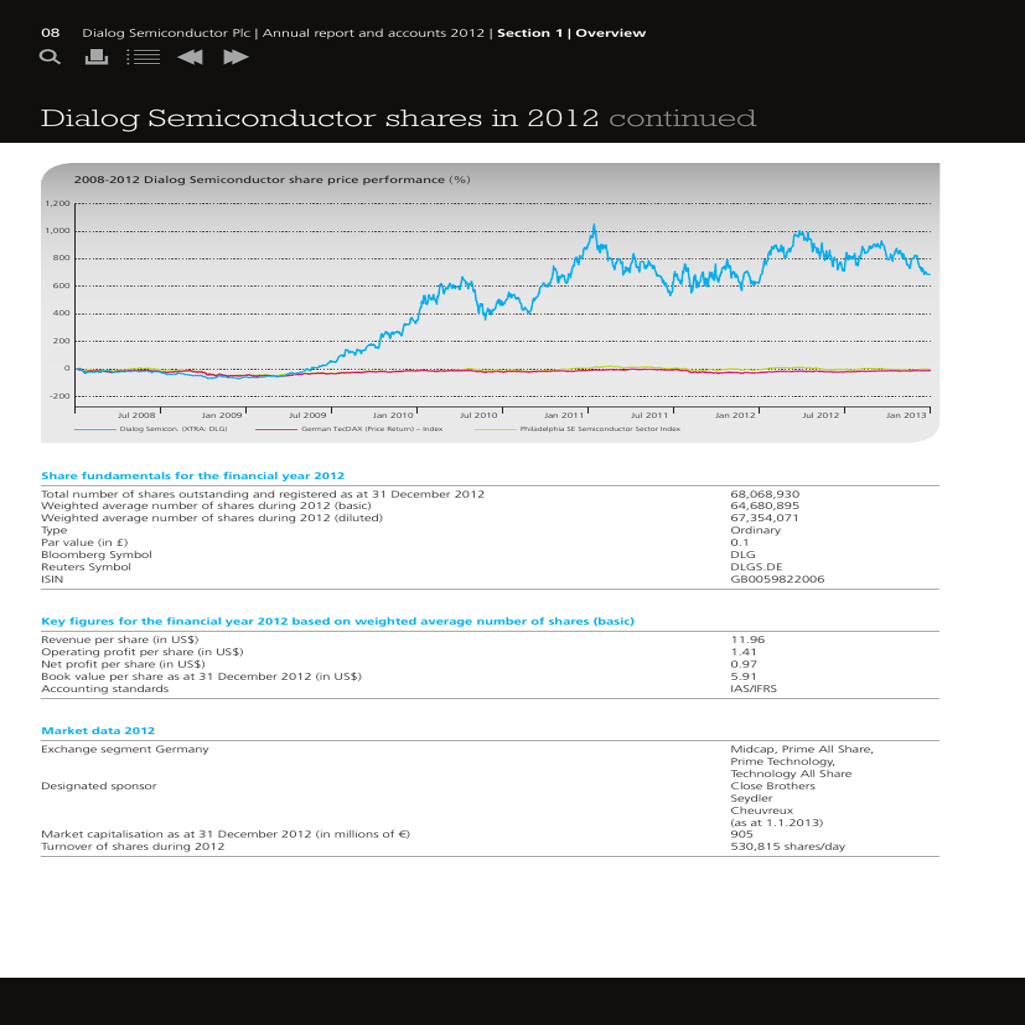 08 Dialog Semiconductor Plc | Annual report and accounts 2012 | Section 1 | Overview
Dialog Semiconductor shares in 2012 continued
2008-2012 Dialog Semiconductor share price performance (%)
1,200
1,000
800
600
400
200
0
-200
Jul 2008 Jan 2009 Jul 2009 Jan 2010 Jul 2010 Jan 2011 Jul 2011 Jan 2012 Jul 2012 Jan 2013
Dialog Semicon. (XTRA: DLG) German TecDAX (Price Return) – Index Philadelphia SE Semiconductor Sector Index
Share fundamentals for the financial year 2012
Total number of shares outstanding and registered as at 31 December 2012 68,068,930
Weighted average number of shares during 2012 (basic) 64,680,895
Weighted average number of shares during 2012 (diluted) 67,354,071
Type Ordinary
Par value (in £) 0.1
Bloomberg Symbol DLG
Reuters Symbol DLGS.DE
ISIN GB0059822006
Key figures for the financial year 2012 based on weighted average number of shares (basic)
Revenue per share (in US$) 11.96
Operating profit per share (in US$) 1.41
Net profit per share (in US$) 0.97
Book value per share as at 31 December 2012 (in US$) 5.91
Accounting standards IAS/IFRS
Market data 2012
Exchange segment Germany Midcap, Prime All Share,
Prime Technology,
Technology All Share
Designated sponsor Close Brothers
Seydler
Cheuvreux
(as at 1.1.2013)
Market capitalisation as at 31 December 2012 (in millions of €) 905
Turnover of shares during 2012 530,815 shares/day